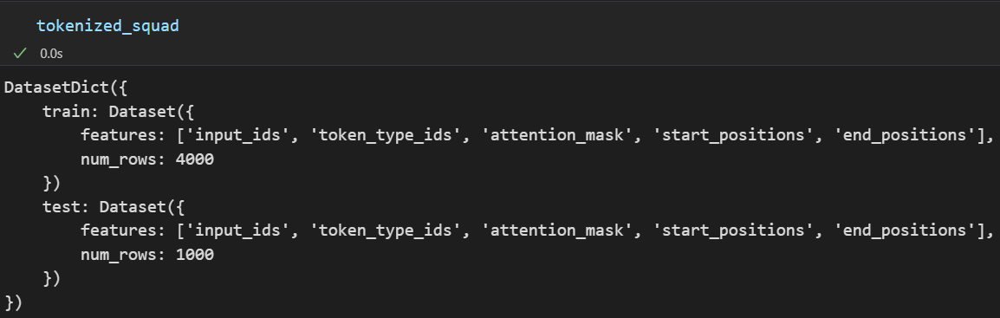 tokenized_squad
0.0s
DatasetDict({
    train: Dataset({
        features: ['input_ids', 'token_type_ids', 'attention_mask', 'start_positions', 'end_positions'],
        num_rows: 4000
    })
    test: Dataset({
        features: ['input_ids', 'token_type_ids', 'attention_mask', 'start_positions', 'end_positions'],
        num_rows: 1000
    })
})